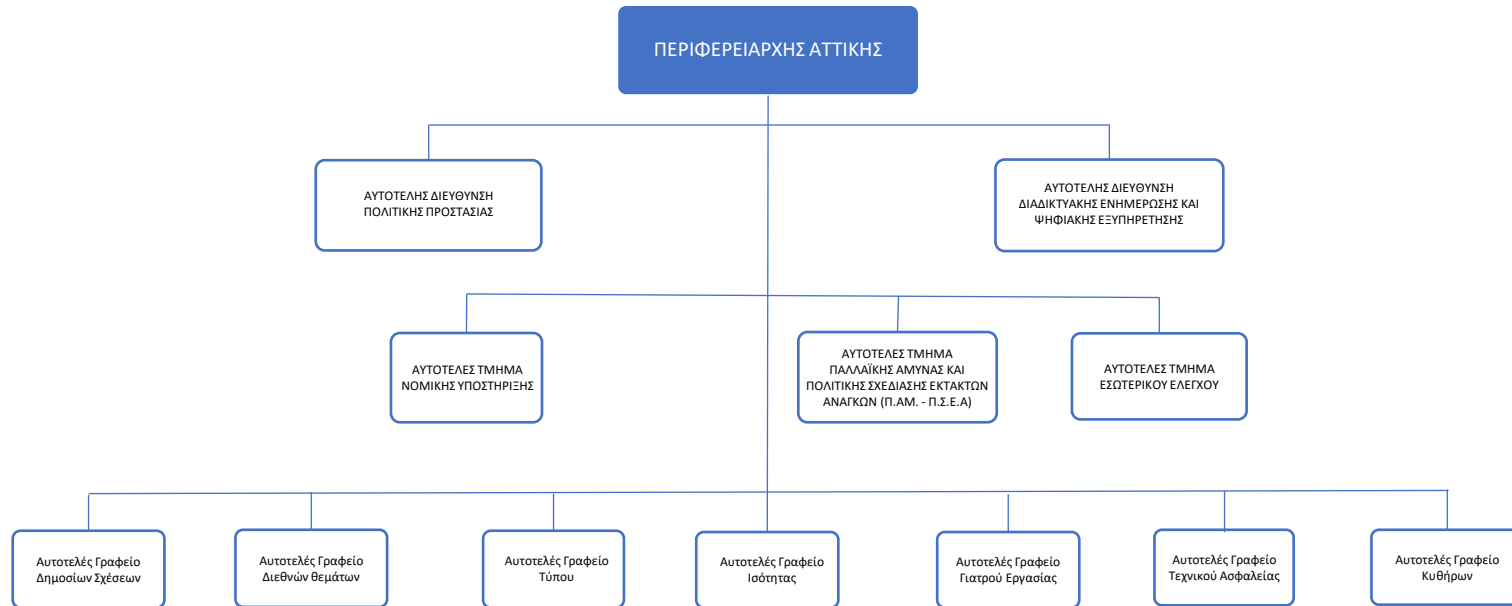 ΠΕΡΙΦΕΡΕΙΑΡΧΗΣ ΑΤΤΙΚΗΣ
ΑΥΤΟΤΕΛΗΣ ΔΙΕΥΘΥΝΣΗ
ΠΟΛΙΤΙΚΗΣ ΠΡΟΣΤΑΣΙΑΣ
ΑΥΤΟΤΕΛΗΣ ΔΙΕΥΘΥΝΣΗ
ΔΙΑΔΙΚΤΥΑΚΗΣ ΕΝΗΜΕΡΩΣΗΣ ΚΑΙ
ΨΗΦΙΑΚΗΣ ΕΞΥΠΗΡΕΤΗΣΗΣ
ΑΥΤΟΤΕΛΕΣ ΤΜΗΜΑ
ΝΟΜΙΚΗΣ ΥΠΟΣΤΗΡΙΞΗΣ
ΑΥΤΟΤΕΛΕΣ ΤΜΗΜΑ
ΠΑΛΛΑΪΚΗΣ ΑΜΥΝΑΣ ΚΑΙ
ΠΟΛΙΤΙΚΗΣ ΣΧΕΔΙΑΣΗΣ ΕΚΤΑΚΤΩΝ
ΑΝΑΓΚΩΝ (Π.ΑΜ. - Π.Σ.Ε.Α)
ΑΥΤΟΤΕΛΕΣ ΤΜΗΜΑ
ΕΣΩΤΕΡΙΚΟΥ ΕΛΕΓΧΟΥ
Αυτοτελές Γραφείο
Δημοσίων Σχέσεων
Αυτοτελές Γραφείο
Διεθνών Θεμάτων
Αυτοτελές Γραφείο
Τύπου
Αυτοτελές Γραφείο
Ισότητας
Αυτοτελές Γραφείο
Γιατρού Εργασίας
Αυτοτελές Γραφείο
Τεχνικού Ασφαλείας
Αυτοτελές Γραφείο
Κυθήρων